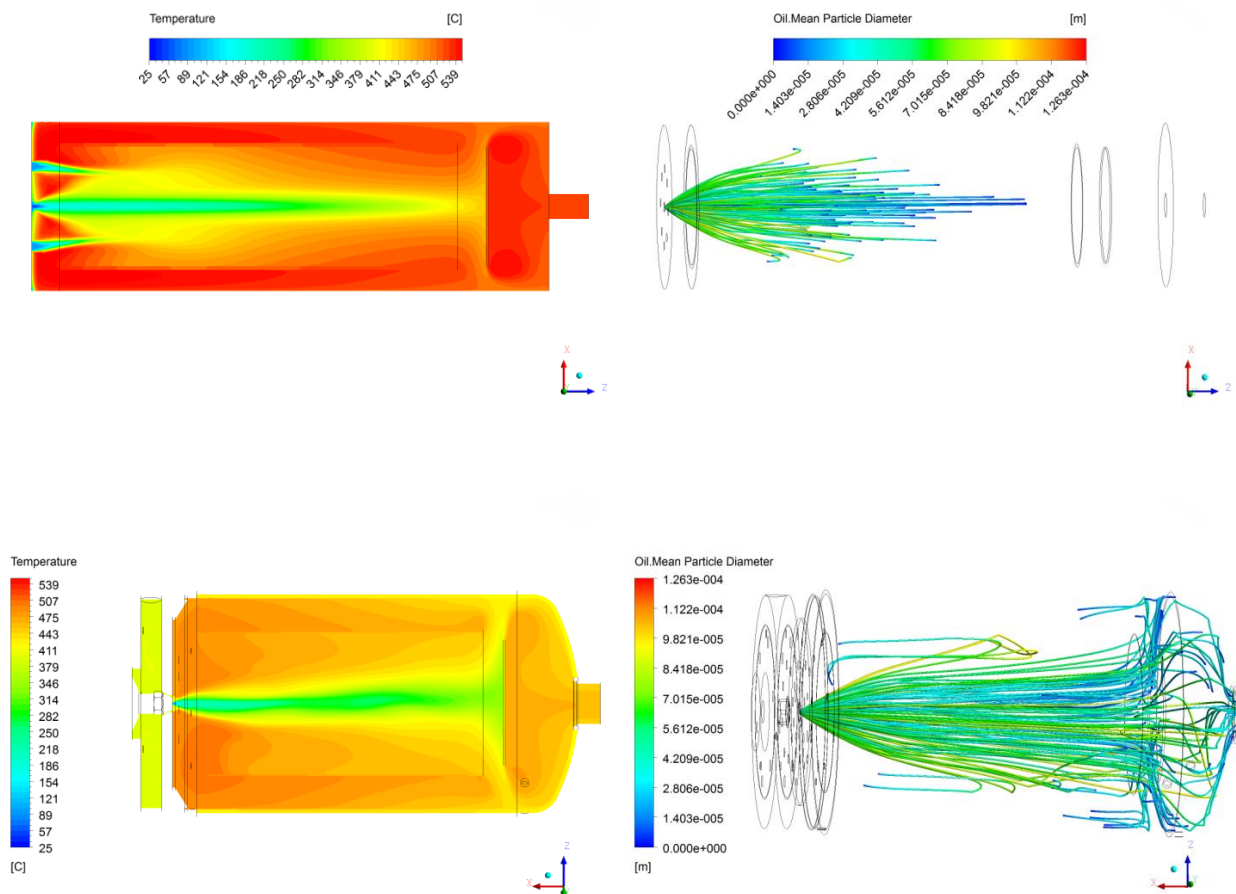 Temperature [C]
25 57 89 121 154 186 218 250 282 314 346 379 411 443 475 507 539
Oil.Mean Particle Diameter [m]
0.000e+000 1.403e-005 2.806e-005 4.209e-005 5.612e-005 7.015e-005 8.418e-005 9.821e-005 1.122e-004 1.263e-004
X
Z
X
Z
Temperature
539
507
475
443
411
379
346
314
282
250
218
186
154
121
89
57
25
[C]
Z
X
Y
Oil.Mean Particle Diameter
1.263e-004
1.122e-004
9.821e-005
8.418e-005
7.015e-005
5.612e-005
4.209e-005
2.806e-005
1.403e-005
0.000e+000
[m]
Z
X